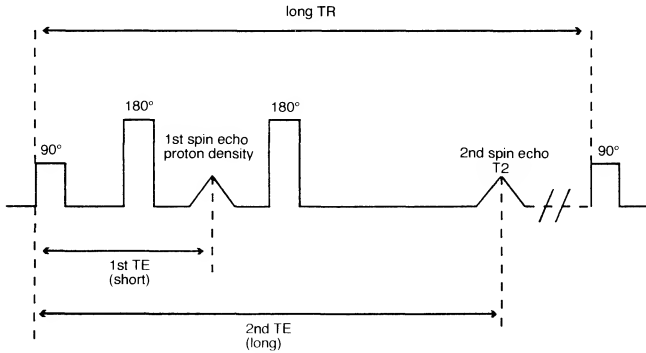 long TR
180°
180°
1st spin echo
proton density
2nd spin echo
T2
90°
90°
1st TE
(short)
2nd TE
(long)